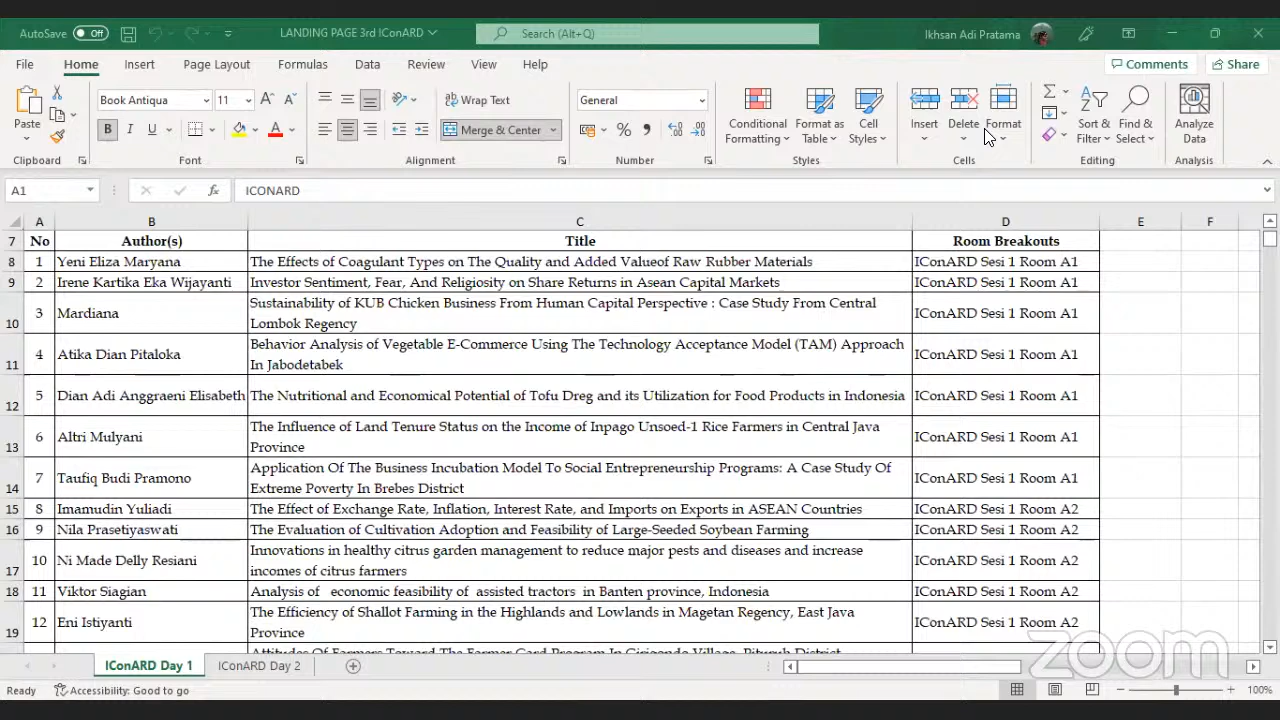 AutoSave Off LANDING PAGE 3rd IConARD Search (Alt+Q) Ikhsan Adi Pratama
File Home Insert Page Layout Formulas Data Review View Help Comments Share
Book Antiqua 11 Wrap Text General
Paste B I U Merge & Center % Conditional Formatting Format as Table Cell Styles Insert Delete Format Sort & Filter Find & Select Analyze Data
Clipboard Font Alignment Number Styles Cells Editing Analysis
A1 fx ICONARD
A B C D E F
7 No Author(s) Title Room Breakouts
8 1 Yeni Eliza Maryana The Effects of Coagulant Types on The Quality and Added Valueof Raw Rubber Materials IConARD Sesi 1 Room A1
9 2 Irene Kartika Eka Wijayanti Investor Sentiment, Fear, And Religiosity on Share Returns in Asean Capital Markets IConARD Sesi 1 Room A1
10 3 Mardiana Sustainability of KUB Chicken Business From Human Capital Perspective : Case Study From Central
Lombok Regency IConARD Sesi 1 Room A1
11 4 Atika Dian Pitaloka Behavior Analysis of Vegetable E-Commerce Using The Technology Acceptance Model (TAM) Approach
In Jabodetabek IConARD Sesi 1 Room A1
12 5 Dian Adi Anggraeni Elisabeth The Nutritional and Economical Potential of Tofu Dreg and its Utilization for Food Products in Indonesia IConARD Sesi 1 Room A1
13 6 Altri Mulyani The Influence of Land Tenure Status on the Income of Inpago Unsoed-1 Rice Farmers in Central Java
Province IConARD Sesi 1 Room A1
14 7 Taufiq Budi Pramono Application Of The Business Incubation Model To Social Entrepreneurship Programs: A Case Study Of
Extreme Poverty In Brebes District IConARD Sesi 1 Room A1
15 8 Imamudin Yuliadi The Effect of Exchange Rate, Inflation, Interest Rate, and Imports on Exports in ASEAN Countries IConARD Sesi 1 Room A2
16 9 Nila Prasetiyaswati The Evaluation of Cultivation Adoption and Feasibility of Large-Seeded Soybean Farming IConARD Sesi 1 Room A2
17 10 Ni Made Delly Resiani Innovations in healthy citrus garden management to reduce major pests and diseases and increase
incomes of citrus farmers IConARD Sesi 1 Room A2
18 11 Viktor Siagian Analysis of economic feasibility of assisted tractors in Banten province, Indonesia IConARD Sesi 1 Room A2
19 12 Eni Istiyanti The Efficiency of Shallot Farming in the Highlands and Lowlands in Magetan Regency, East Java
Province IConARD Sesi 1 Room A2
Attitudes Of Farmers Toward The Farmer Card Program In Girigondo Village, Pituruh District
zoom
IConARD Day 1 IConARD Day 2
Ready Accessibility: Good to go 100%